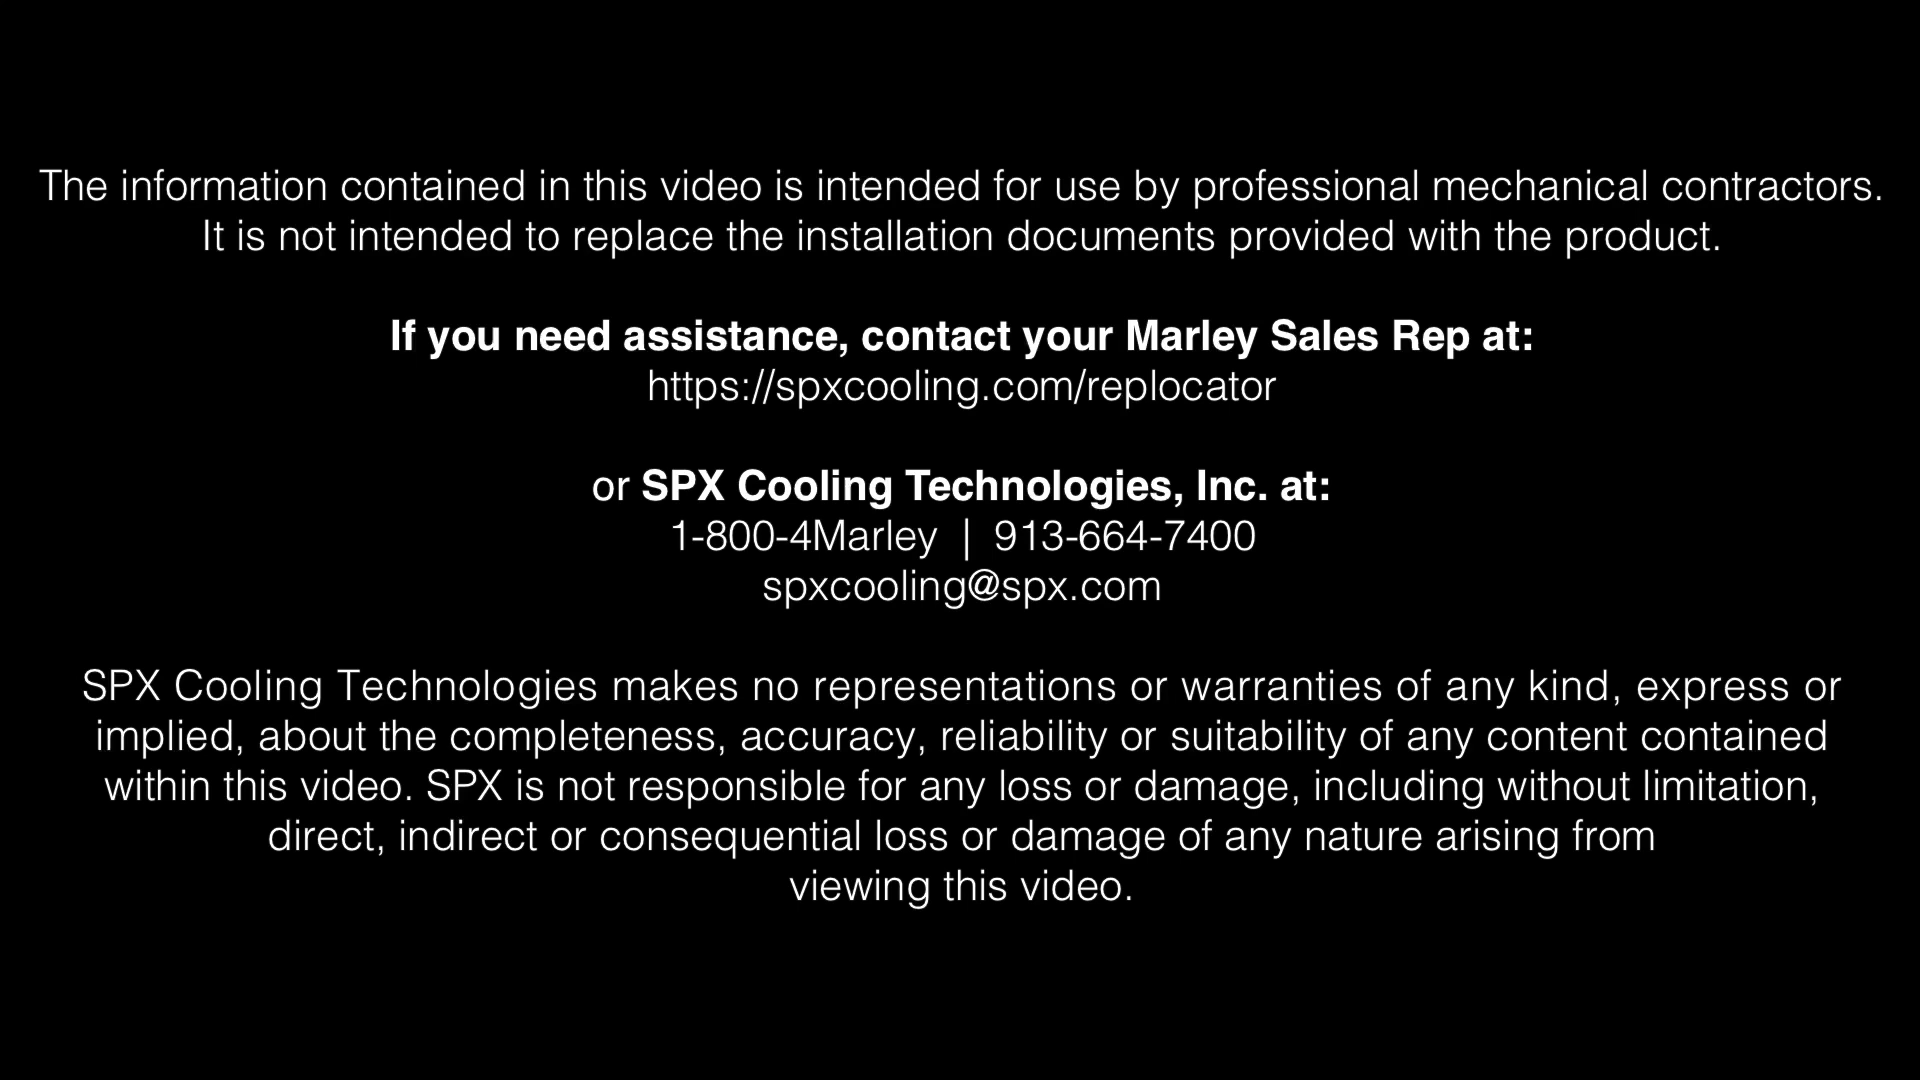 The information contained in this video is intended for use by professional mechanical contractors.
It is not intended to replace the installation documents provided with the product.
If you need assistance, contact your Marley Sales Rep at:
https://spxcooling.com/replocator
or SPX Cooling Technologies, Inc. at:
1-800-4Marley | 913-664-7400
spxcooling@spx.com
SPX Cooling Technologies makes no representations or warranties of any kind, express or
implied, about the completeness, accuracy, reliability or suitability of any content contained
within this video. SPX is not responsible for any loss or damage, including without limitation,
direct, indirect or consequential loss or damage of any nature arising from
viewing this video.